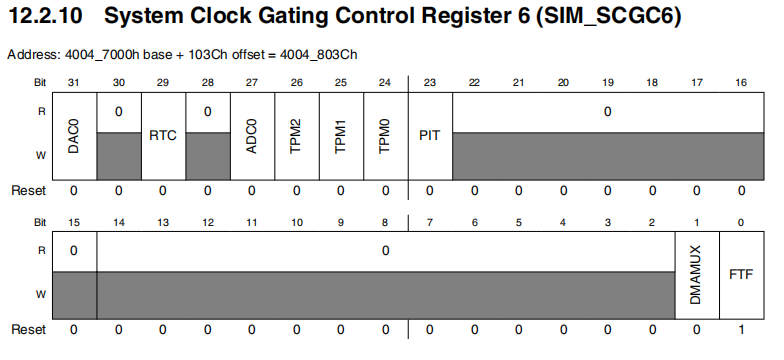 12.2.10 System Clock Gating Control Register 6 (SIM_SCGC6)
Address: 4004_7000h base + 103Ch offset = 4004_803Ch
Bit 31 30 29 28 27 26 25 24 23 22 21 20 19 18 17 16
R DAC0 0 RTC 0 ADC0 TPM2 TPM1 TPM0 PIT 0
W
Reset 0 0 0 0 0 0 0 0 0 0 0 0 0 0 0 0
Bit 15 14 13 12 11 10 9 8 7 6 5 4 3 2 1 0
R 0 0 DMAMUX FTF
W
Reset 0 0 0 0 0 0 0 0 0 0 0 0 0 0 0 1